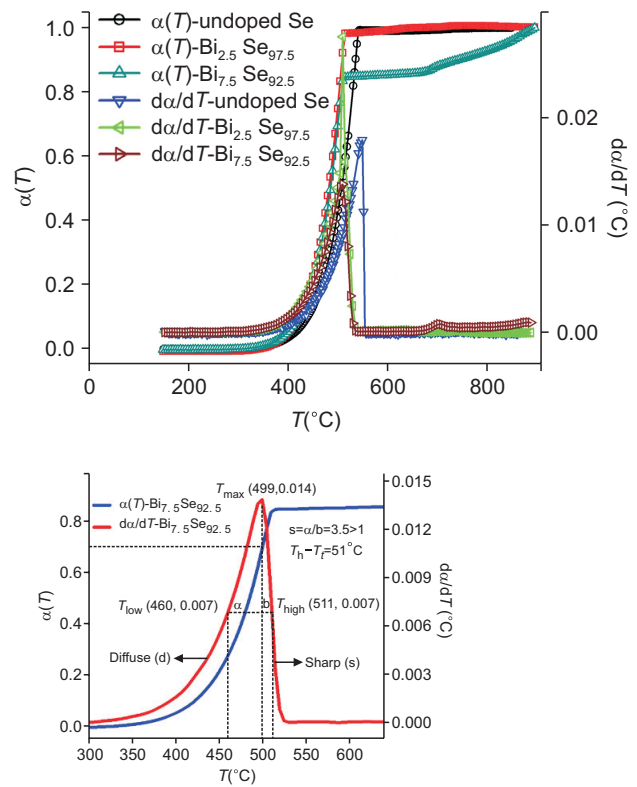 α(T)-undoped Se
α(T)-Bi2.5 Se97.5
α(T)-Bi7.5 Se92.5
dα/dT-undoped Se
dα/dT-Bi2.5 Se97.5
dα/dT-Bi7.5 Se92.5
1.0
0.8
0.6
0.4
0.2
0.0
α(T)
0.02
0.01
0.00
dα/dT (°C)
0 200 400 600 800
T(°C)
α(T)-Bi7.5Se92.5
dα/dT-Bi7.5Se92.5
Tmax (499,0.014)
s=α/b=3.5>1
Th–Tℓ=51°C
Tlow (460, 0.007)
α
b
Thigh (511, 0.007)
Diffuse (d)
Sharp (s)
0.8
0.6
0.4
0.2
0.0
α(T)
0.015
0.012
0.009
0.006
0.003
0.000
dα/dT (°C)
300 350 400 450 500 550 600
T(°C)